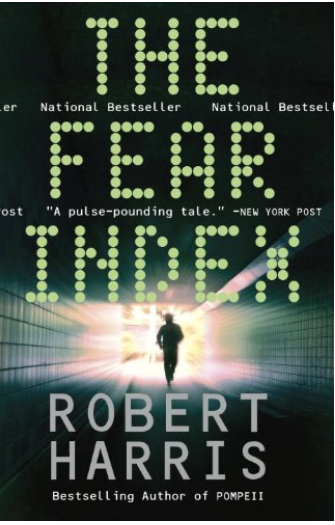 THE
er National Bestseller National Bestsell
FEAR
ost "A pulse-pounding tale." –NEW YORK POST
INDEX
ROBERT
HARRIS
Bestselling Author of POMPEII